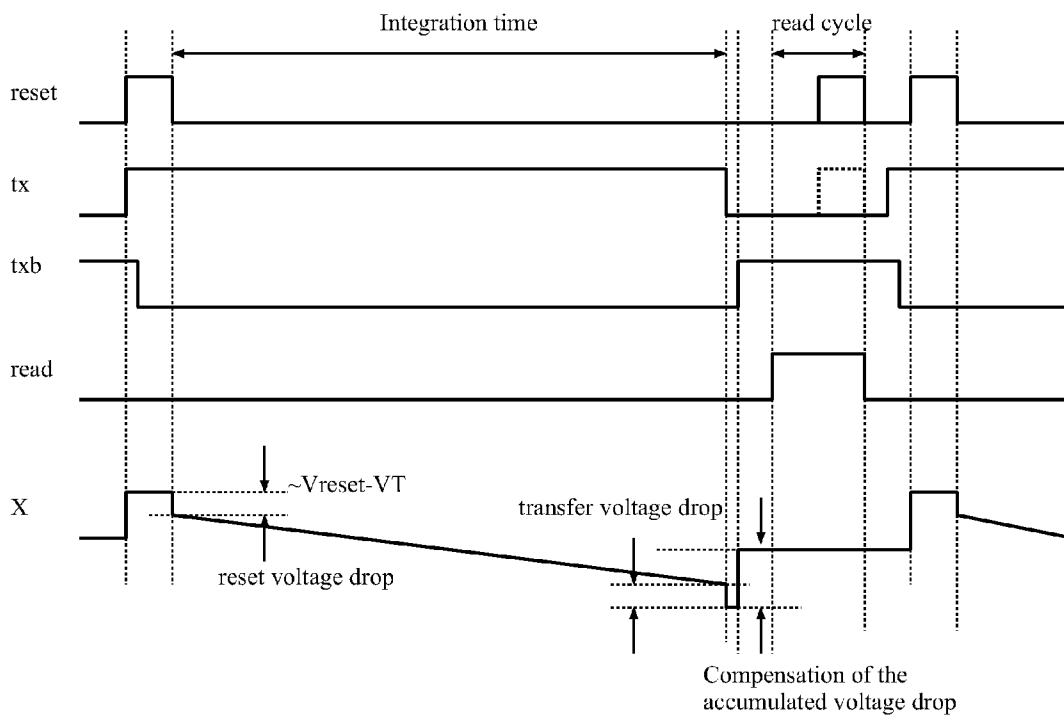 Integration time
read cycle
reset
tx
txb
read
X
~Vreset-VT
reset voltage drop
transfer voltage drop
Compensation of the
accumulated voltage drop